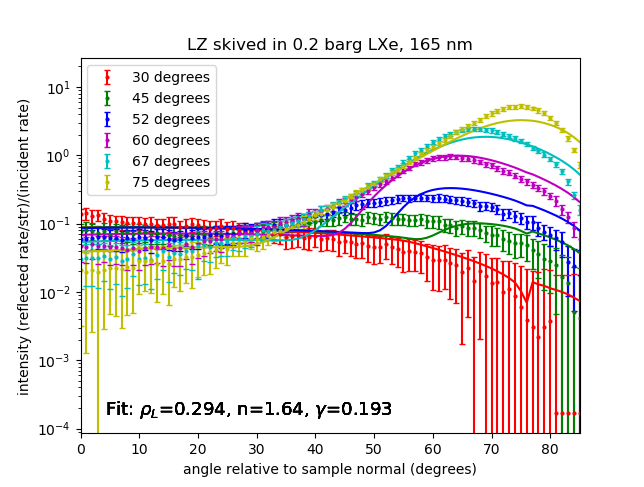 LZ skived in 0.2 barg LXe, 165 nm
intensity (reflected rate/str)/(incident rate)
10¹
10⁰
10⁻¹
10⁻²
10⁻³
10⁻⁴
30 degrees
45 degrees
52 degrees
60 degrees
67 degrees
75 degrees
Fit: ρ_L=0.294, n=1.64, γ=0.193
0 10 20 30 40 50 60 70 80
angle relative to sample normal (degrees)